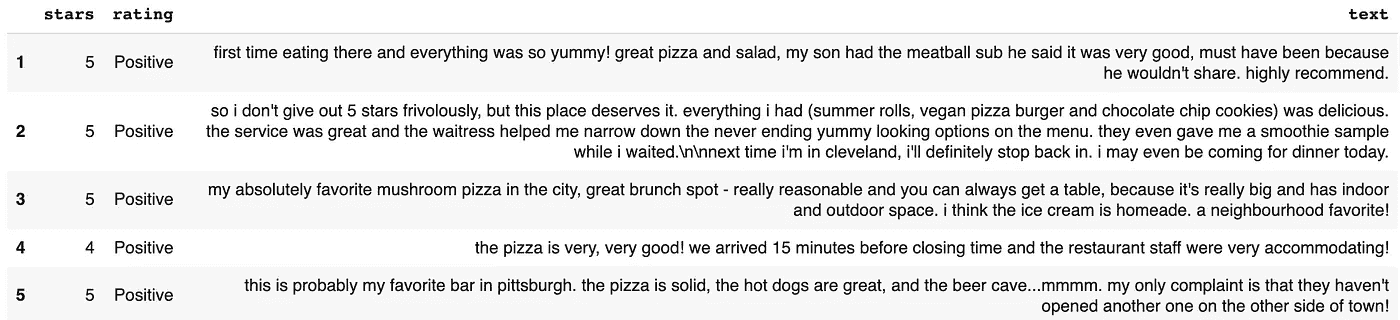 stars rating text
1 5 Positive first time eating there and everything was so yummy! great pizza and salad, my son had the meatball sub he said it was very good, must have been because
he wouldn't share. highly recommend.
so i don't give out 5 stars frivolously, but this place deserves it. everything i had (summer rolls, vegan pizza burger and chocolate chip cookies) was delicious.
2 5 Positive the service was great and the waitress helped me narrow down the never ending yummy looking options on the menu. they even gave me a smoothie sample
while i waited.\n\nnext time i'm in cleveland, i'll definitely stop back in. i may even be coming for dinner today.
3 5 Positive my absolutely favorite mushroom pizza in the city, great brunch spot - really reasonable and you can always get a table, because it's really big and has indoor
and outdoor space. i think the ice cream is homeade. a neighbourhood favorite!
4 4 Positive the pizza is very, very good! we arrived 15 minutes before closing time and the restaurant staff were very accommodating!
5 5 Positive this is probably my favorite bar in pittsburgh. the pizza is solid, the hot dogs are great, and the beer cave...mmmm. my only complaint is that they haven't
opened another one on the other side of town!